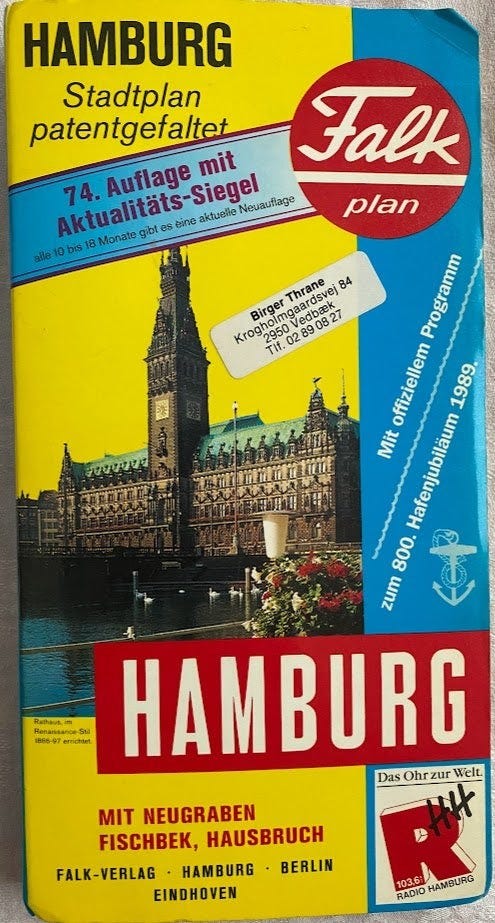 HAMBURG
Stadtplan
patentgefaltet
Falk
plan
74. Auflage mit
Aktualitäts-Siegel
alle 10 bis 18 Monate gibt es eine aktuelle Neuauflage
Birger Thrane
Krogholmgaardsvej 84
2950 Vedbæk
Tlf. 02 89 08 27
Mit offiziellem Programm
zum 800. Hafenjubiläum 1989.
HAMBURG
Rathaus, im
Renaissance-Stil
1886-97 errichtet.
MIT NEUGRABEN
FISCHBEK, HAUSBRUCH
FALK-VERLAG · HAMBURG · BERLIN
EINDHOVEN
Das Ohr zur Welt.
R HH
103,6
RADIO HAMBURG